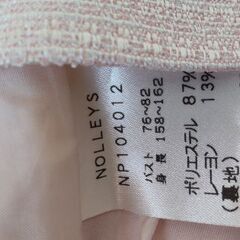 NOLLEYS
NP104012
バスト 76~82
身長 158~162
ポリエステル 87%
レーヨン 13%
(裏地)